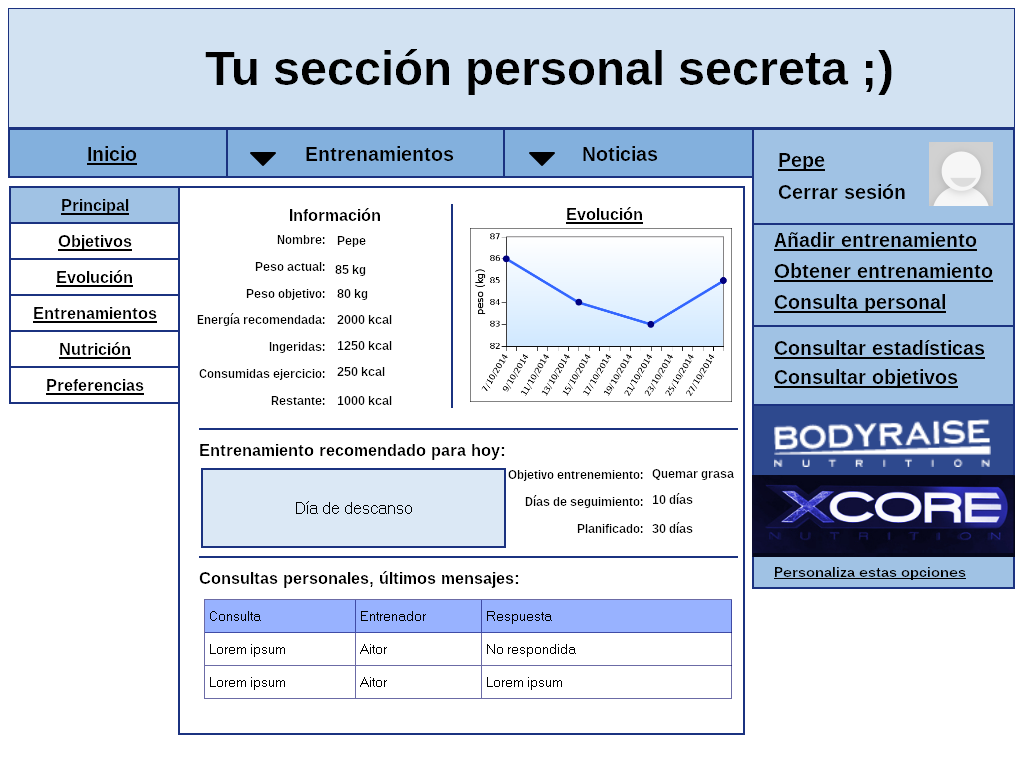 Tu sección personal secreta ;)
Inicio
Entrenamientos
Noticias
Pepe
Cerrar sesión
Principal
Objetivos
Evolución
Entrenamientos
Nutrición
Preferencias
Información
Nombre: Pepe
Peso actual: 85 kg
Peso objetivo: 80 kg
Energía recomendada: 2000 kcal
Ingeridas: 1250 kcal
Consumidas ejercicio: 250 kcal
Restante: 1000 kcal
Evolución
peso (kg)
87
86
85
84
83
82
7/10/2014
9/10/2014
11/10/2014
13/10/2014
15/10/2014
17/10/2014
19/10/2014
21/10/2014
23/10/2014
25/10/2014
27/10/2014
Entrenamiento recomendado para hoy:
Día de descanso
Objetivo entrenemiento: Quemar grasa
Días de seguimiento: 10 días
Planificado: 30 días
Consultas personales, últimos mensajes:
Consulta Entrenador Respuesta
Lorem ipsum Aitor No respondida
Lorem ipsum Aitor Lorem ipsum
Añadir entrenamiento
Obtener entrenamiento
Consulta personal
Consultar estadísticas
Consultar objetivos
BODYRAISE
NUTRITION
XCORE
NUTRITION
Personaliza estas opciones